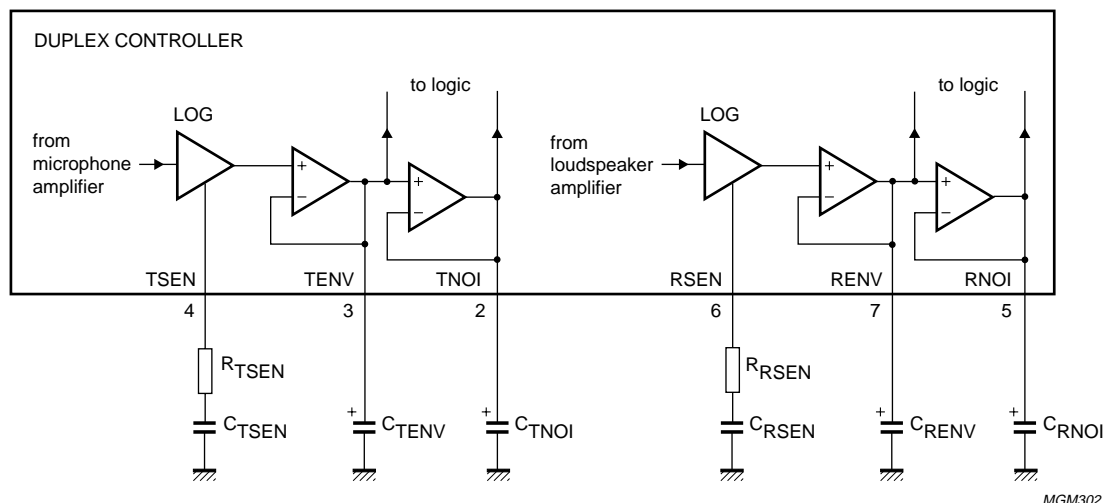 DUPLEX CONTROLLER
to logic
to logic
LOG
LOG
from
microphone
amplifier
from
loudspeaker
amplifier
+
−
+
−
+
−
+
−
TSEN
TENV
TNOI
RSEN
RENV
RNOI
4
3
2
6
7
5
RTSEN
RRSEN
+
+
+
+
CTSEN
CTENV
CTNOI
CRSEN
CRENV
CRNOI
MGM302